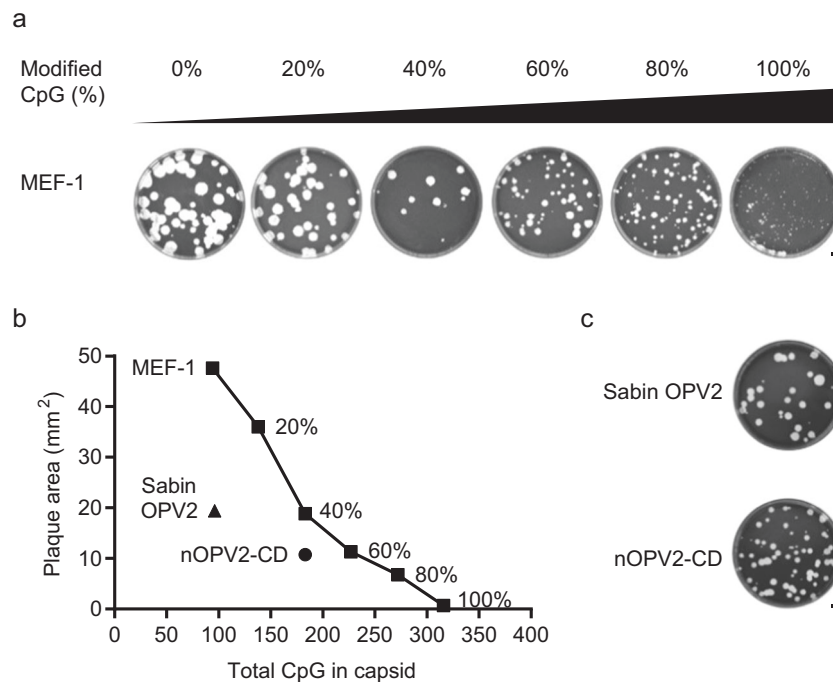 a
Modified CpG (%)
0% 20% 40% 60% 80% 100%
MEF-1
b
Plaque area (mm²)
50
40
30
20
10
0
MEF-1
20%
Sabin
OPV2
40%
nOPV2-CD
60%
80%
100%
0 50 100 150 200 250 300 350 400
Total CpG in capsid
c
Sabin OPV2
nOPV2-CD